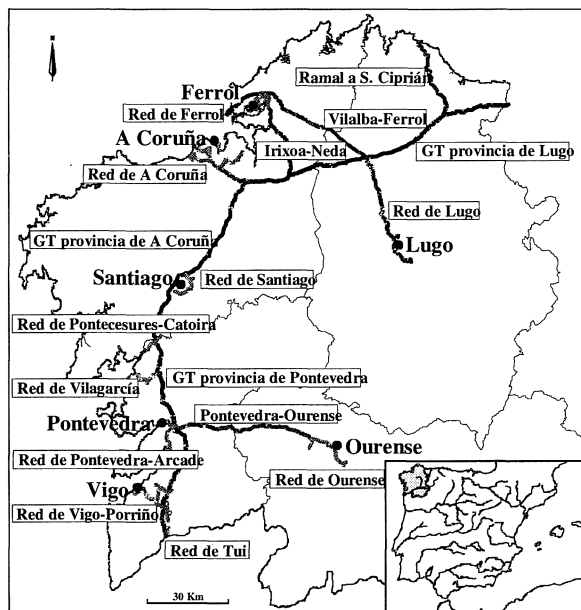 Ramal a S. Ciprián
Ferrol
Red de Ferrol
Vilalba-Ferrol
A Coruña
Irixoa-Neda
GT provincia de Lugo
Red de A Coruña
Red de Lugo
GT provincia de A Coruñ
Lugo
Santiago
Red de Santiago
Red de Pontecesures-Catoira
GT provincia de Pontevedra
Red de Vilagarcía
Pontevedra-Ourense
Pontevedra
Ourense
Red de Pontevedra-Arcade
Red de Ourense
Vigo
Red de Vigo-Porriño
Red de Tui
30 Km